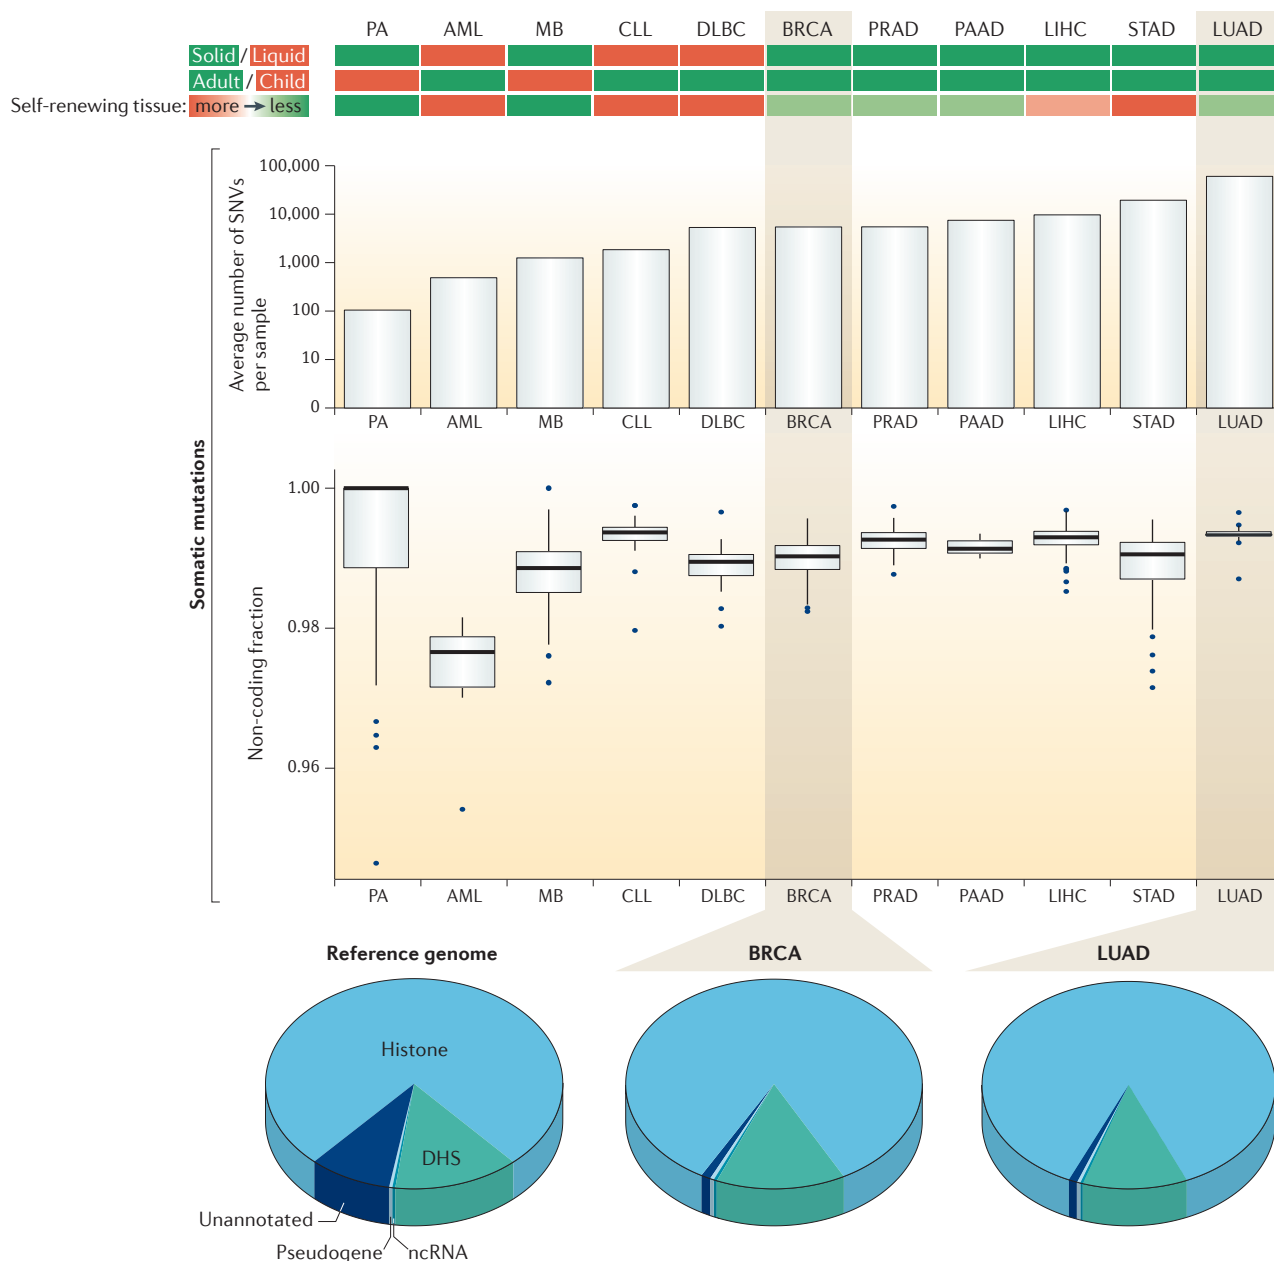 PA AML MB CLL DLBC BRCA PRAD PAAD LIHC STAD LUAD
Solid / Liquid
Adult / Child
Self-renewing tissue: more → less
Somatic mutations
Average number of SNVs
per sample
100,000
10,000
1,000
100
10
0
PA AML MB CLL DLBC BRCA PRAD PAAD LIHC STAD LUAD
Non-coding fraction
1.00
0.98
0.96
PA AML MB CLL DLBC BRCA PRAD PAAD LIHC STAD LUAD
Reference genome
BRCA
LUAD
Histone
DHS
Unannotated
Pseudogene
ncRNA